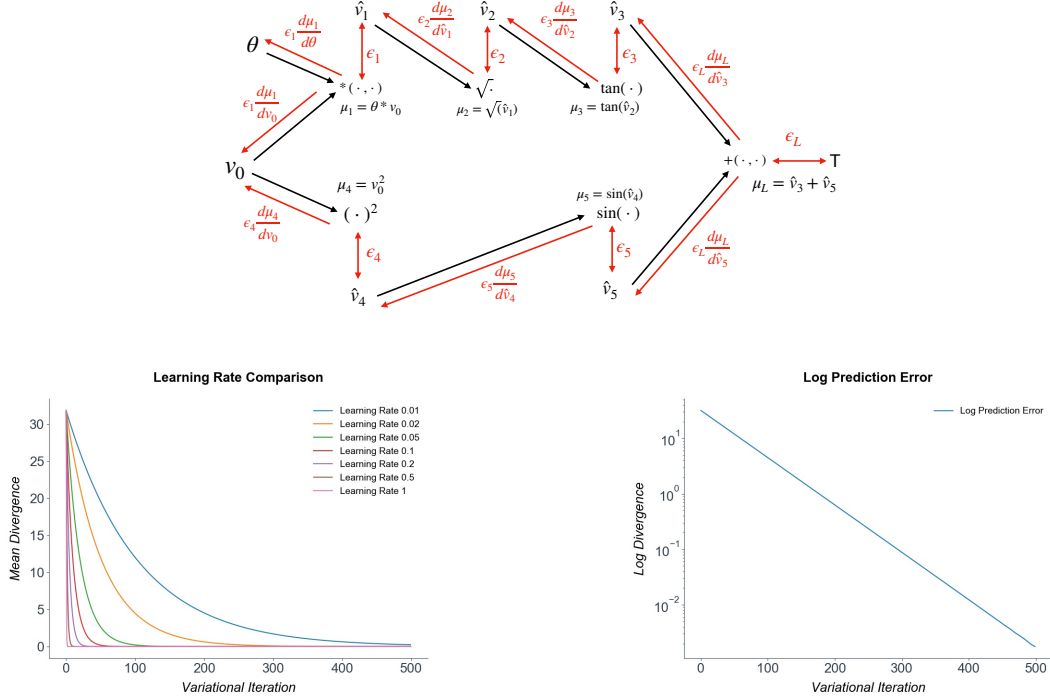 v̂₁ v̂₂ v̂₃
ϵ₁ dμ₁/dθ ϵ₂ dμ₂/dv̂₁ ϵ₃ dμ₃/dv̂₂
θ ϵ₁ ϵ₂ ϵ₃ ϵ_L dμ_L/dv̂₃
*(·,·) √· tan(·)
μ₁ = θ * v₀ μ₂ = √(v̂₁) μ₃ = tan(v̂₂)
ϵ₁ dμ₁/dv₀
ϵ_L
+(·,·) T
v₀ μ_L = v̂₃ + v̂₅
μ₄ = v₀² μ₅ = sin(v̂₄)
(·)² sin(·)
ϵ₄ dμ₄/dv₀ ϵ₄ ϵ₅ ϵ_L dμ_L/dv̂₅
ϵ₅ dμ₅/dv̂₄
v̂₄ v̂₅
Learning Rate Comparison
Mean Divergence
30
25
20
15
10
5
0
Learning Rate 0.01
Learning Rate 0.02
Learning Rate 0.05
Learning Rate 0.1
Learning Rate 0.2
Learning Rate 0.5
Learning Rate 1
0 100 200 300 400 500
Variational Iteration
Log Prediction Error
Log Divergence
10¹
10⁰
10⁻¹
10⁻²
Log Prediction Error
0 100 200 300 400 500
Variational Iteration